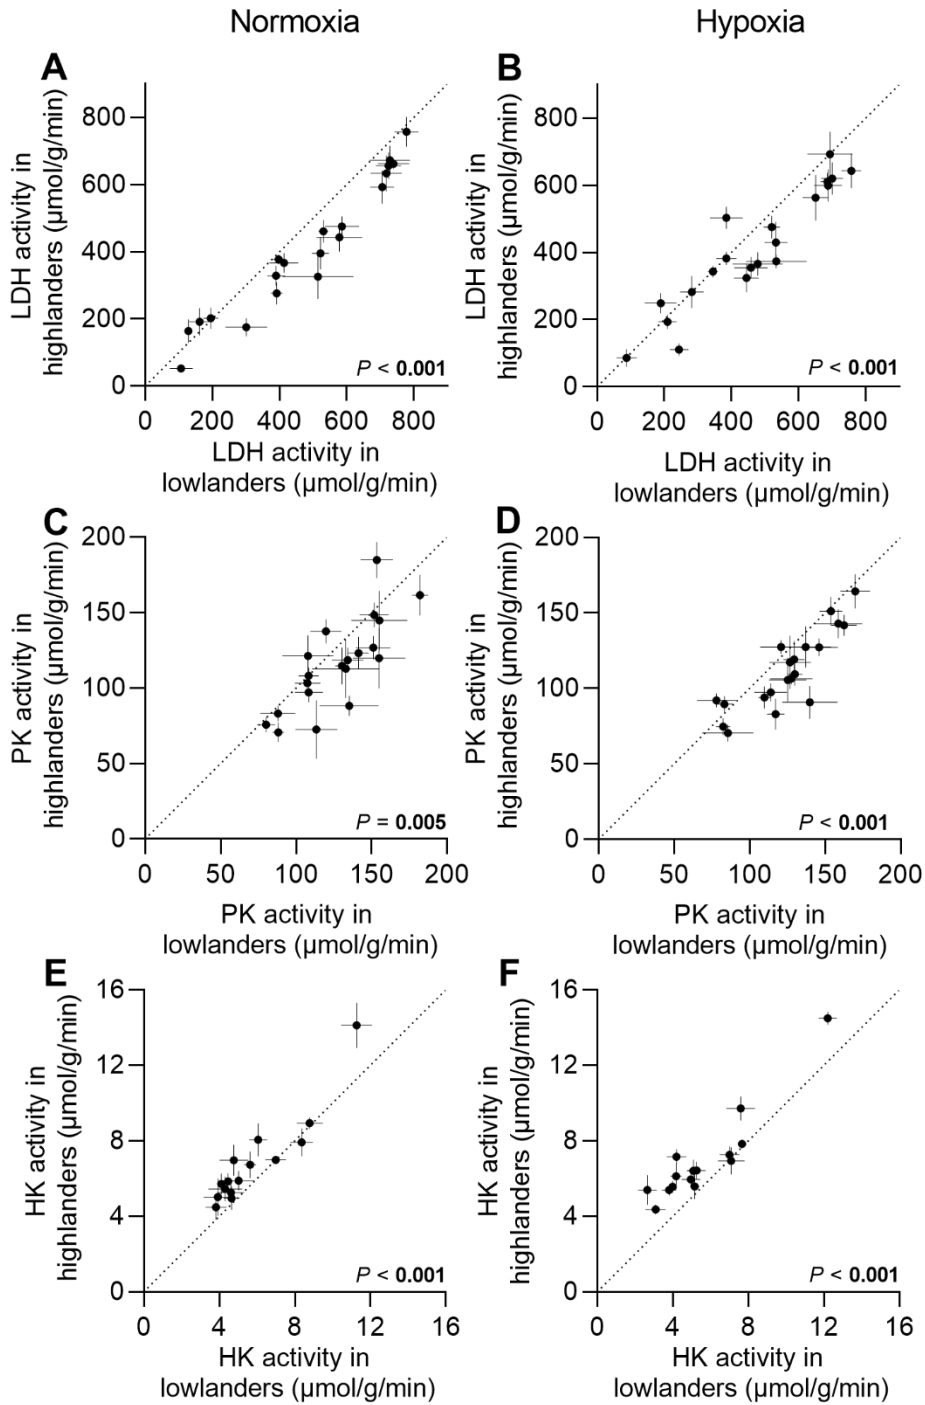 Normoxia
Hypoxia
A
LDH activity in
highlanders (µmol/g/min)
800
600
400
200
0
0 200 400 600 800
P < 0.001
LDH activity in
lowlanders (µmol/g/min)
B
LDH activity in
highlanders (µmol/g/min)
800
600
400
200
0
0 200 400 600 800
P < 0.001
LDH activity in
lowlanders (µmol/g/min)
C
PK activity in
highlanders (µmol/g/min)
200
150
100
50
0
0 50 100 150 200
P = 0.005
PK activity in
lowlanders (µmol/g/min)
D
PK activity in
highlanders (µmol/g/min)
200
150
100
50
0
0 50 100 150 200
P < 0.001
PK activity in
lowlanders (µmol/g/min)
E
HK activity in
highlanders (µmol/g/min)
16
12
8
4
0
0 4 8 12 16
P < 0.001
HK activity in
lowlanders (µmol/g/min)
F
HK activity in
highlanders (µmol/g/min)
16
12
8
4
0
0 4 8 12 16
P < 0.001
HK activity in
lowlanders (µmol/g/min)